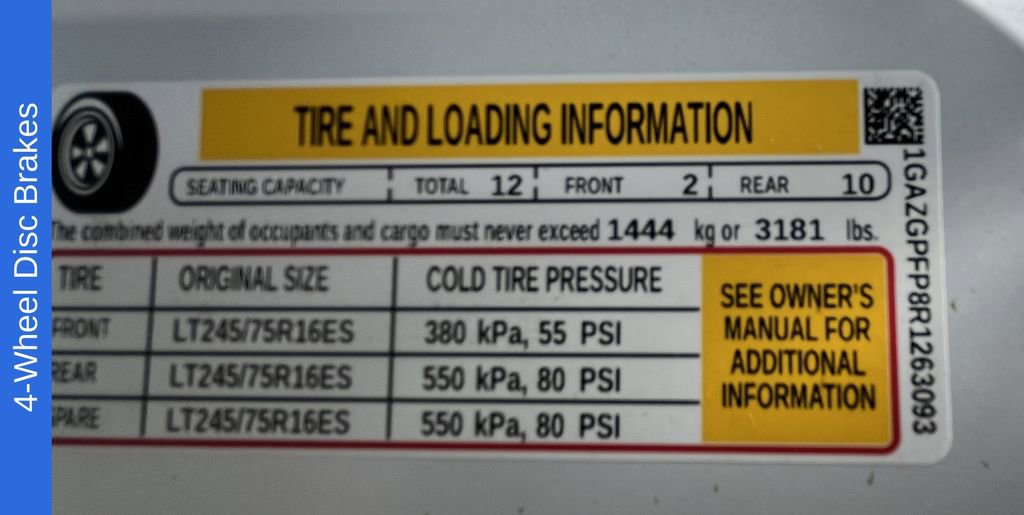 4-Wheel Disc Brakes
TIRE AND LOADING INFORMATION
SEATING CAPACITY TOTAL 12 FRONT 2 REAR 10
The combined weight of occupants and cargo must never exceed 1444 kg or 3181 lbs.
TIRE ORIGINAL SIZE COLD TIRE PRESSURE
FRONT LT245/75R16ES 380 kPa, 55 PSI
REAR LT245/75R16ES 550 kPa, 80 PSI
SPARE LT245/75R16ES 550 kPa, 80 PSI
SEE OWNER'S
MANUAL FOR
ADDITIONAL
INFORMATION
1GAZGPFP8R1263093